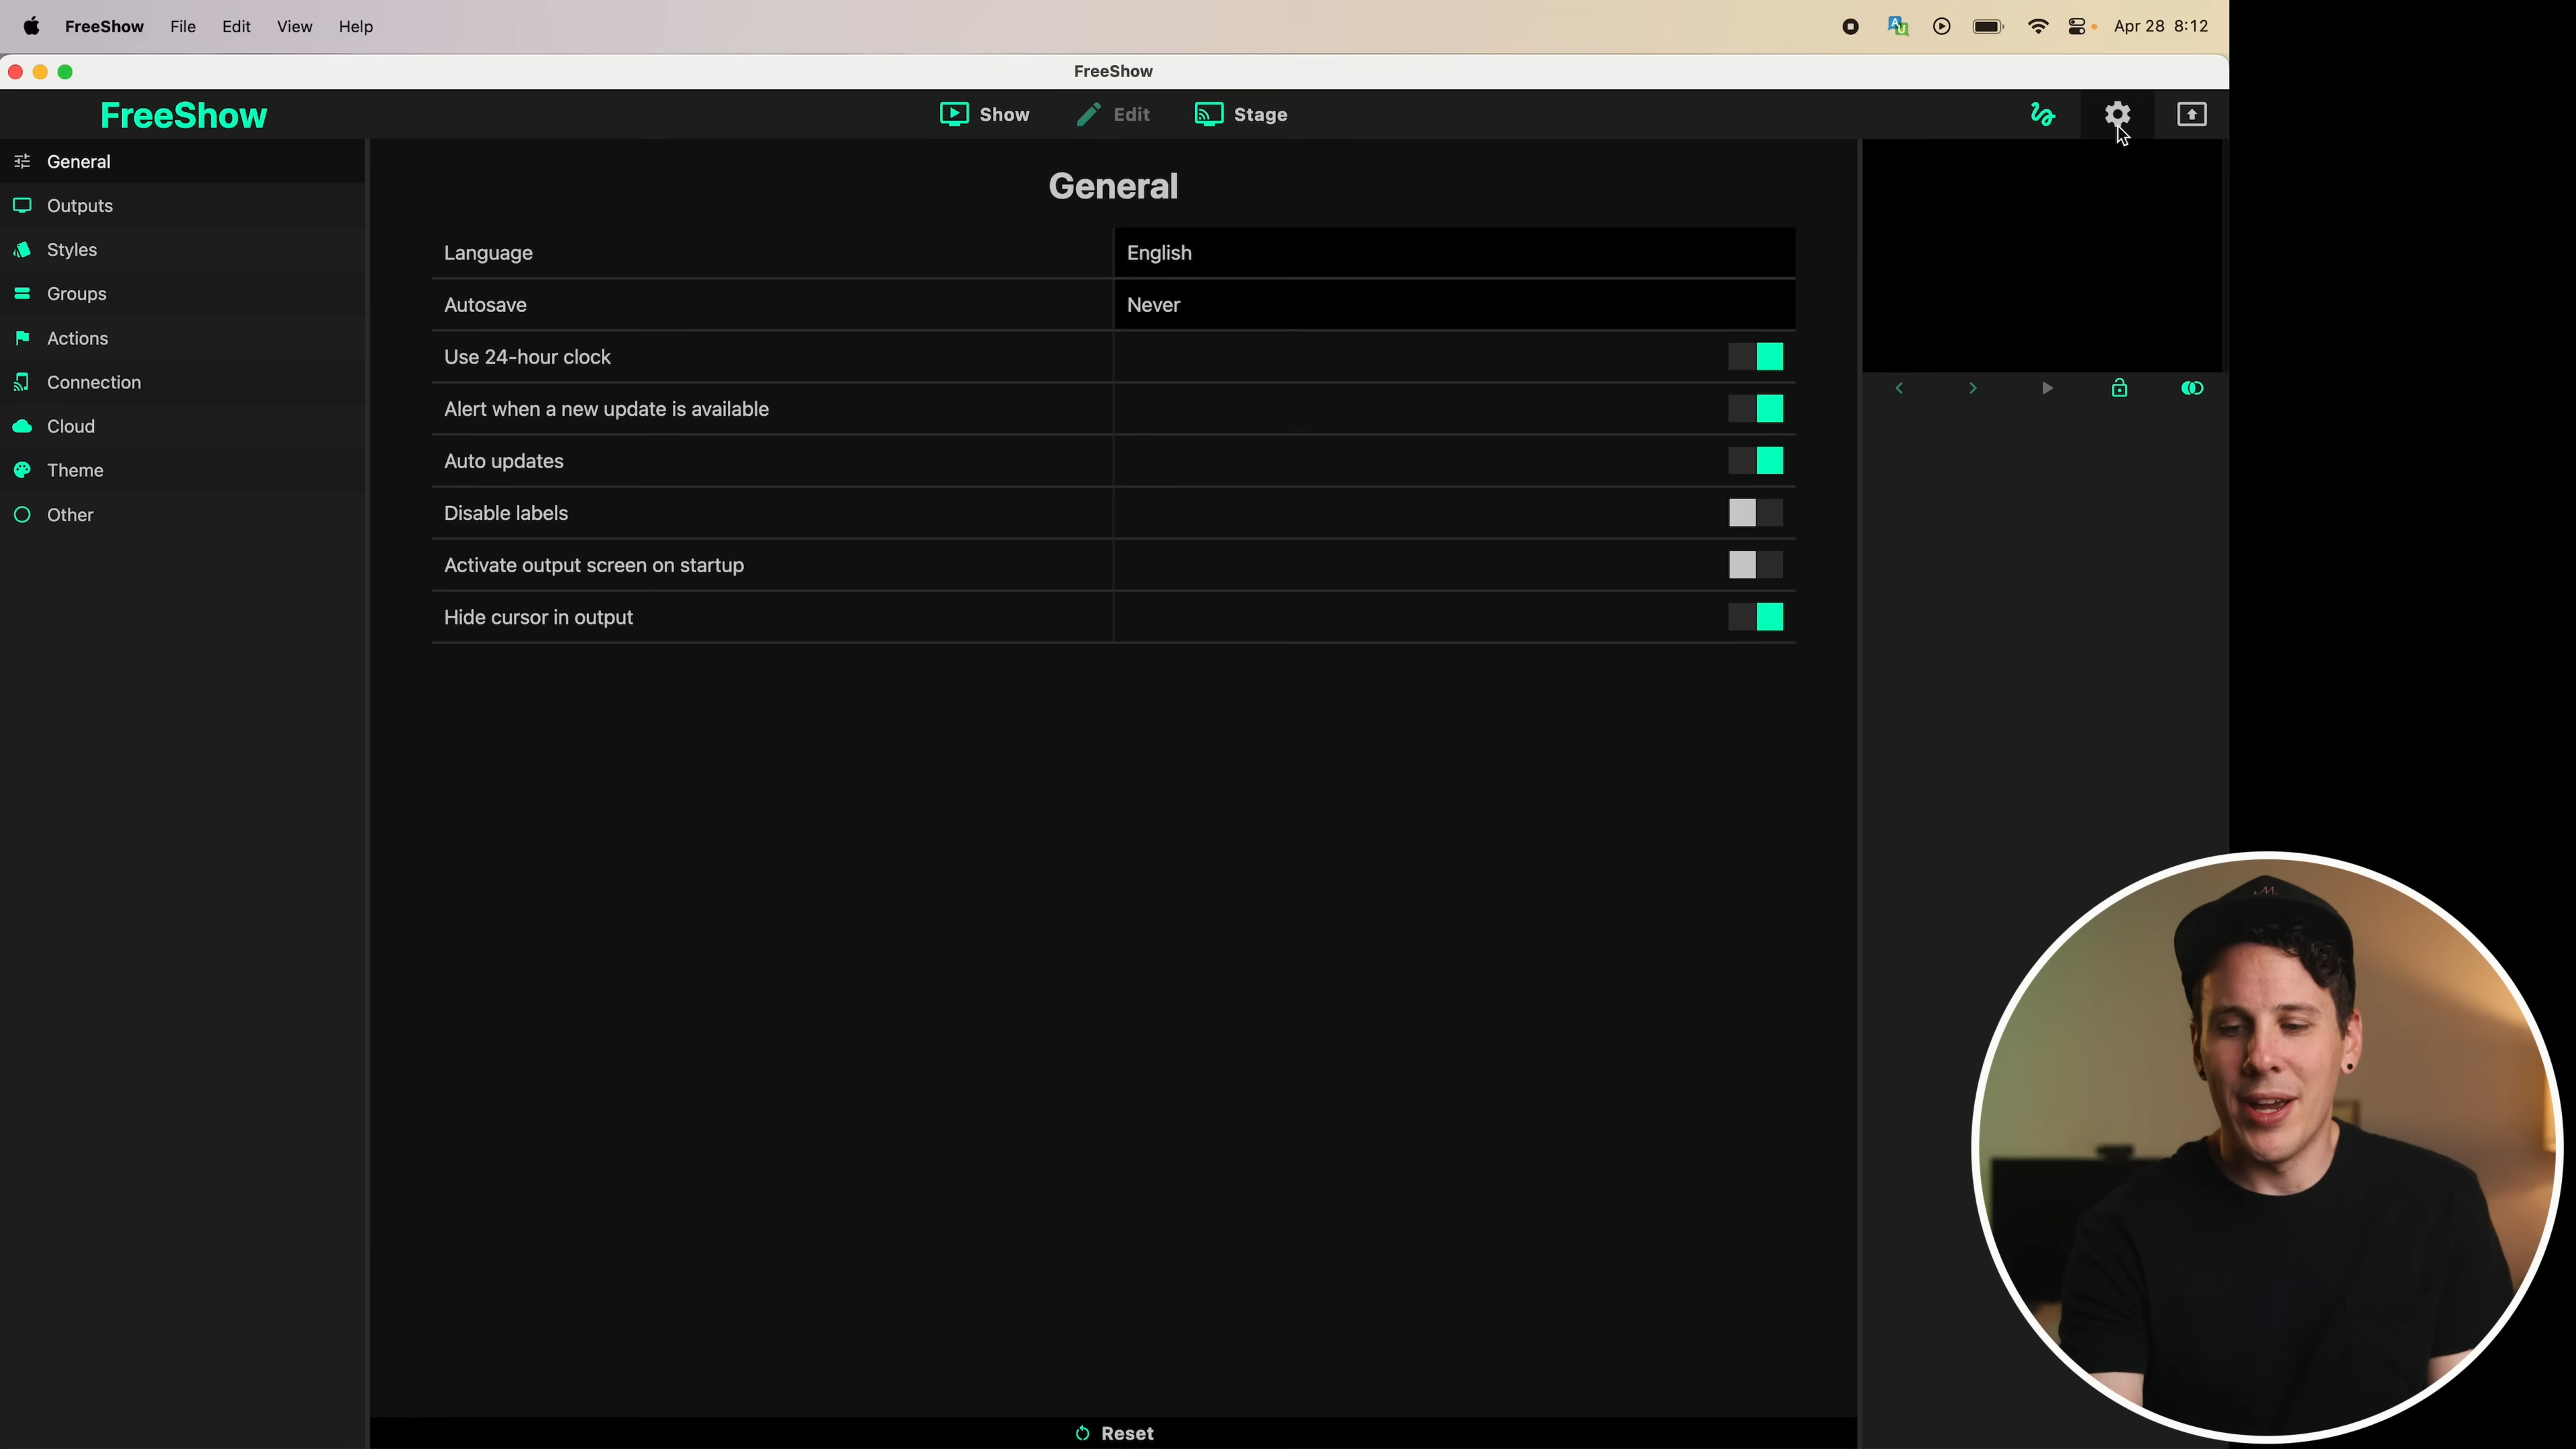 FreeShow File Edit View Help
Apr 28 8:12
FreeShow
FreeShow
Show Edit Stage
General
Outputs
Styles
Groups
Actions
Connection
Cloud
Theme
Other
General
Language English
Autosave Never
Use 24-hour clock
Alert when a new update is available
Auto updates
Disable labels
Activate output screen on startup
Hide cursor in output
Reset